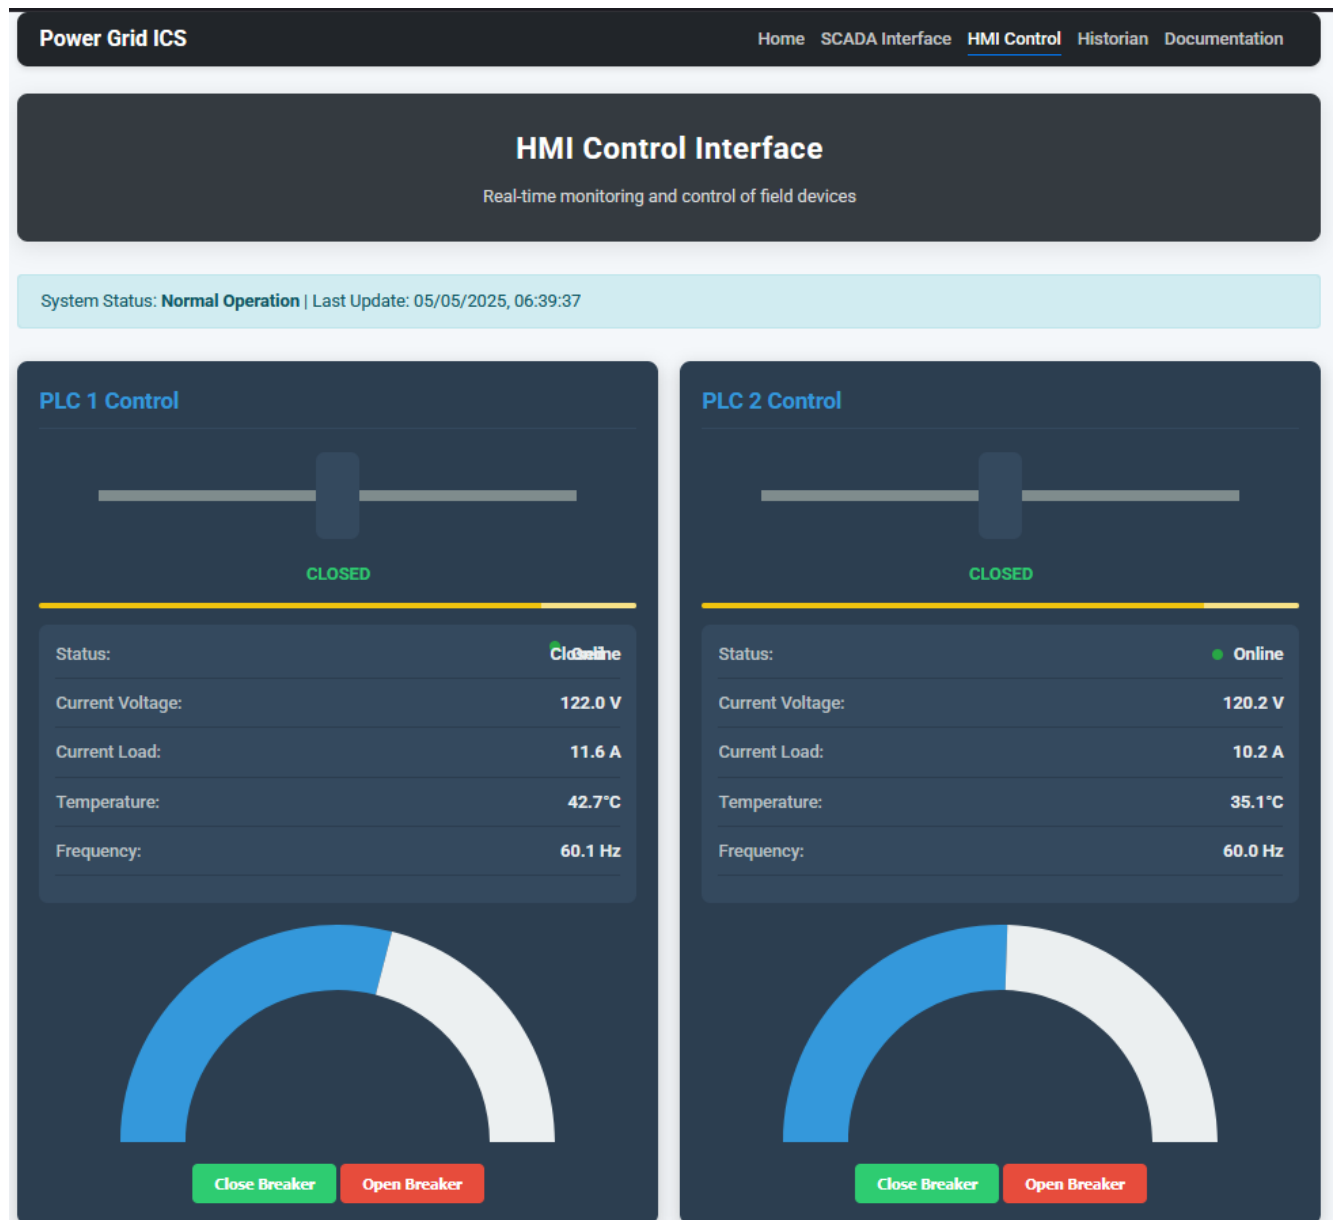 Power Grid ICS
Home SCADA Interface HMI Control Historian Documentation
HMI Control Interface
Real-time monitoring and control of field devices
System Status: Normal Operation | Last Update: 05/05/2025, 06:39:37
PLC 1 Control
CLOSED
Status:
Current Voltage: 122.0 V
Current Load: 11.6 A
Temperature: 42.7°C
Frequency: 60.1 Hz
Close Breaker Open Breaker
PLC 2 Control
CLOSED
Status: Online
Current Voltage: 120.2 V
Current Load: 10.2 A
Temperature: 35.1°C
Frequency: 60.0 Hz
Close Breaker Open Breaker